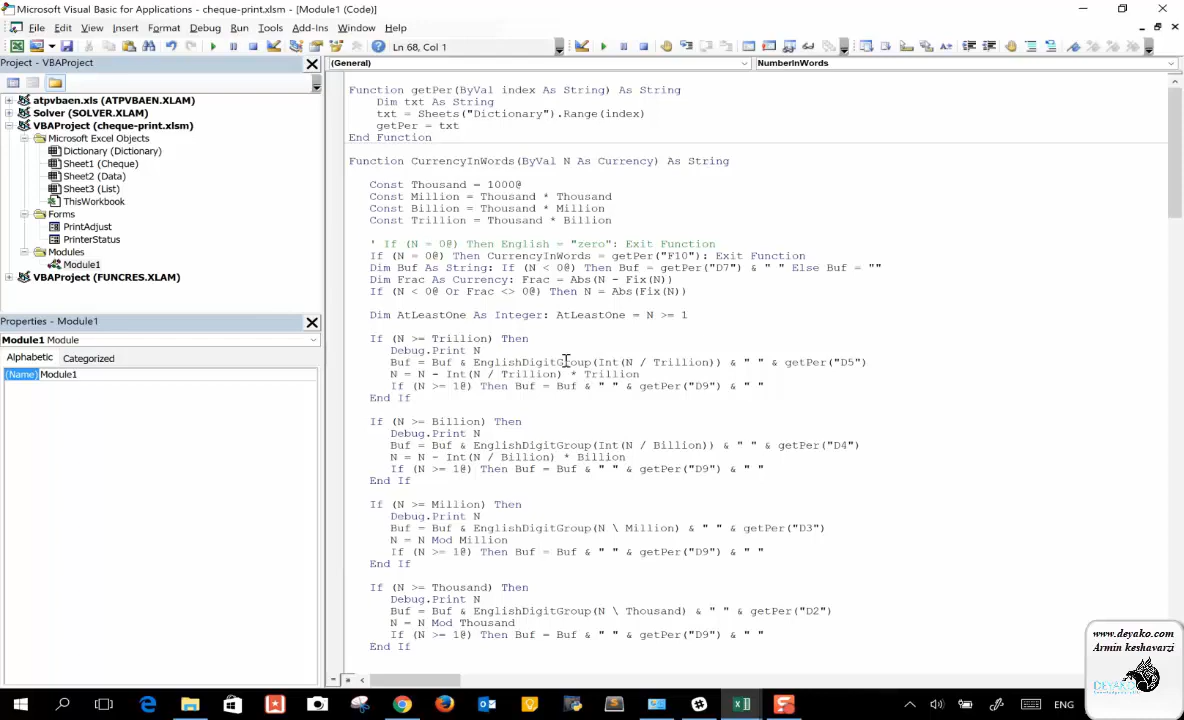 Microsoft Visual Basic for Applications - cheque-print.xlsm - [Module1 (Code)]
File Edit View Insert Format Debug Run Tools Add-Ins Window Help
Ln 68, Col 1
Project - VBAProject
(General)
NumberInWords
atpvbaen.xls (ATPVBAEN.XLAM)
Solver (SOLVER.XLAM)
VBAProject (cheque-print.xlsm)
Microsoft Excel Objects
Dictionary (Dictionary)
Sheet1 (Cheque)
Sheet2 (Data)
Sheet3 (List)
ThisWorkbook
Forms
PrintAdjust
PrinterStatus
Modules
Module1
VBAProject (FUNCRES.XLAM)
Properties - Module1
Module1 Module
Alphabetic Categorized
(Name) Module1
Function getPer(ByVal index As String) As String
Dim txt As String
txt = Sheets("Dictionary").Range(index)
getPer = txt
End Function
Function CurrencyInWords(ByVal N As Currency) As String
Const Thousand = 1000@
Const Million = Thousand * Thousand
Const Billion = Thousand * Million
Const Trillion = Thousand * Billion
' If (N = 0@) Then English = "zero": Exit Function
If (N = 0@) Then CurrencyInWords = getPer("F10"): Exit Function
Dim Buf As String: If (N < 0@) Then Buf = getPer("D7") & " " Else Buf = ""
Dim Frac As Currency: Frac = Abs(N - Fix(N))
If (N < 0@ Or Frac <> 0@) Then N = Abs(Fix(N))
Dim AtLeastOne As Integer: AtLeastOne = N >= 1
If (N >= Trillion) Then
Debug.Print N
Buf = Buf & EnglishDigitGroup(Int(N / Trillion)) & " " & getPer("D5")
N = N - Int(N / Trillion) * Trillion
If (N >= 1@) Then Buf = Buf & " " & getPer("D9") & " "
End If
If (N >= Billion) Then
Debug.Print N
Buf = Buf & EnglishDigitGroup(Int(N / Billion)) & " " & getPer("D4")
N = N - Int(N / Billion) * Billion
If (N >= 1@) Then Buf = Buf & " " & getPer("D9") & " "
End If
If (N >= Million) Then
Debug.Print N
Buf = Buf & EnglishDigitGroup(N \ Million) & " " & getPer("D3")
N = N Mod Million
If (N >= 1@) Then Buf = Buf & " " & getPer("D9") & " "
End If
If (N >= Thousand) Then
Debug.Print N
Buf = Buf & EnglishDigitGroup(N \ Thousand) & " " & getPer("D2")
N = N Mod Thousand
If (N >= 1@) Then Buf = Buf & " " & getPer("D9") & " "
End If
www.deyako.com
Armin keshavarzi
DEYAKO
ENG